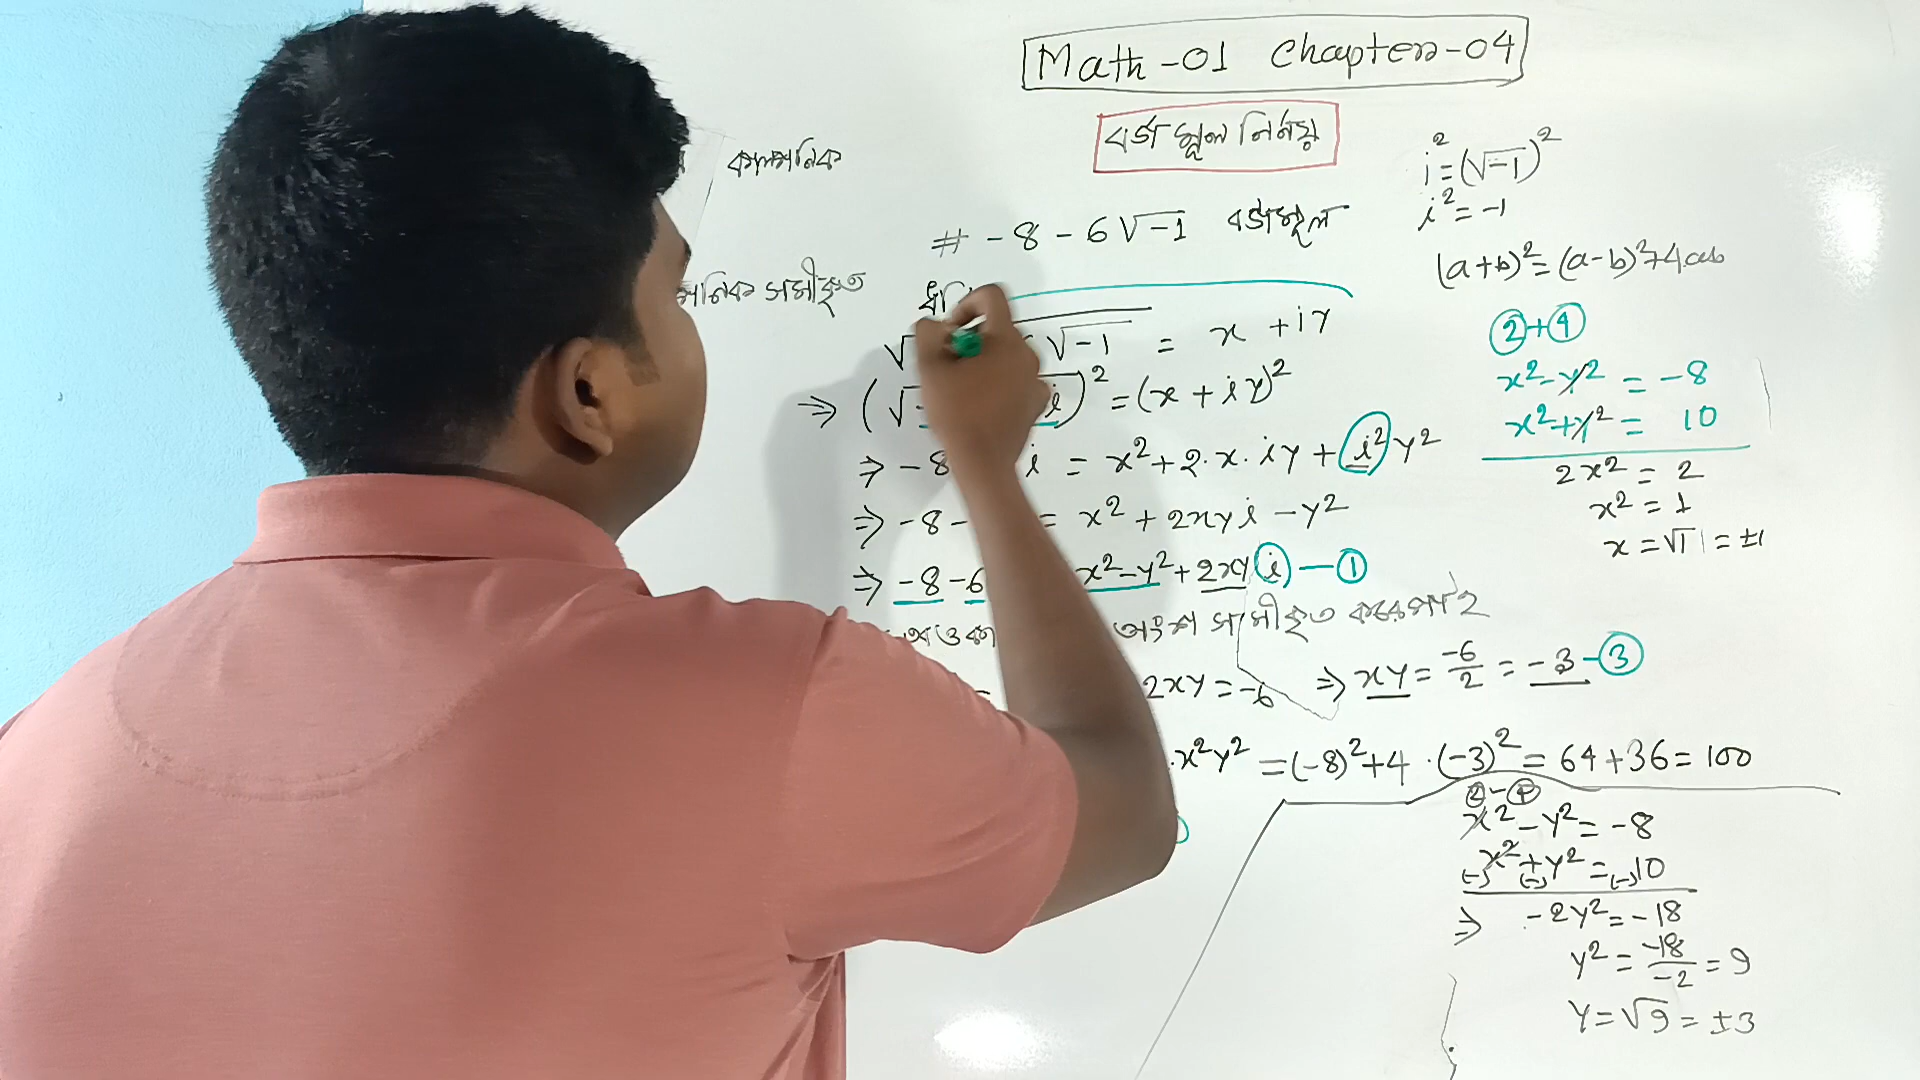 Math-01 Chapter-04
বর্গমূল নির্ণয়
কাল্পনিক
i² = (√-1)²
i² = -1
# -8 - 6√-1 বর্গমূল
(a+b)² = (a-b)²+4ab
নিক সমীকৃত
ধরি
√ √-1 = x + iy
②+④
x²-y² = -8
x²+y² = 10
2x² = 2
x² = 1
x = √1 = ±1
⇒ (√- i)² = (x + iy)²
⇒ -8 i = x² + 2·x·iy + i²y²
⇒ -8- = x² + 2xyi - y²
⇒ -8-6 x²-y² + 2xyi — ①
অংশ সমীকৃত করে পাই
2xy = -6 ⇒ xy = -6/2 = -3 - ③
·x²y² = (-8)²+4·(-3)² = 64+36 = 100
②-④
x² - y² = -8
x² + y² = 10
(-) (-) (-)
⇒ -2y² = -18
y² = -18/-2 = 9
y = √9 = ±3